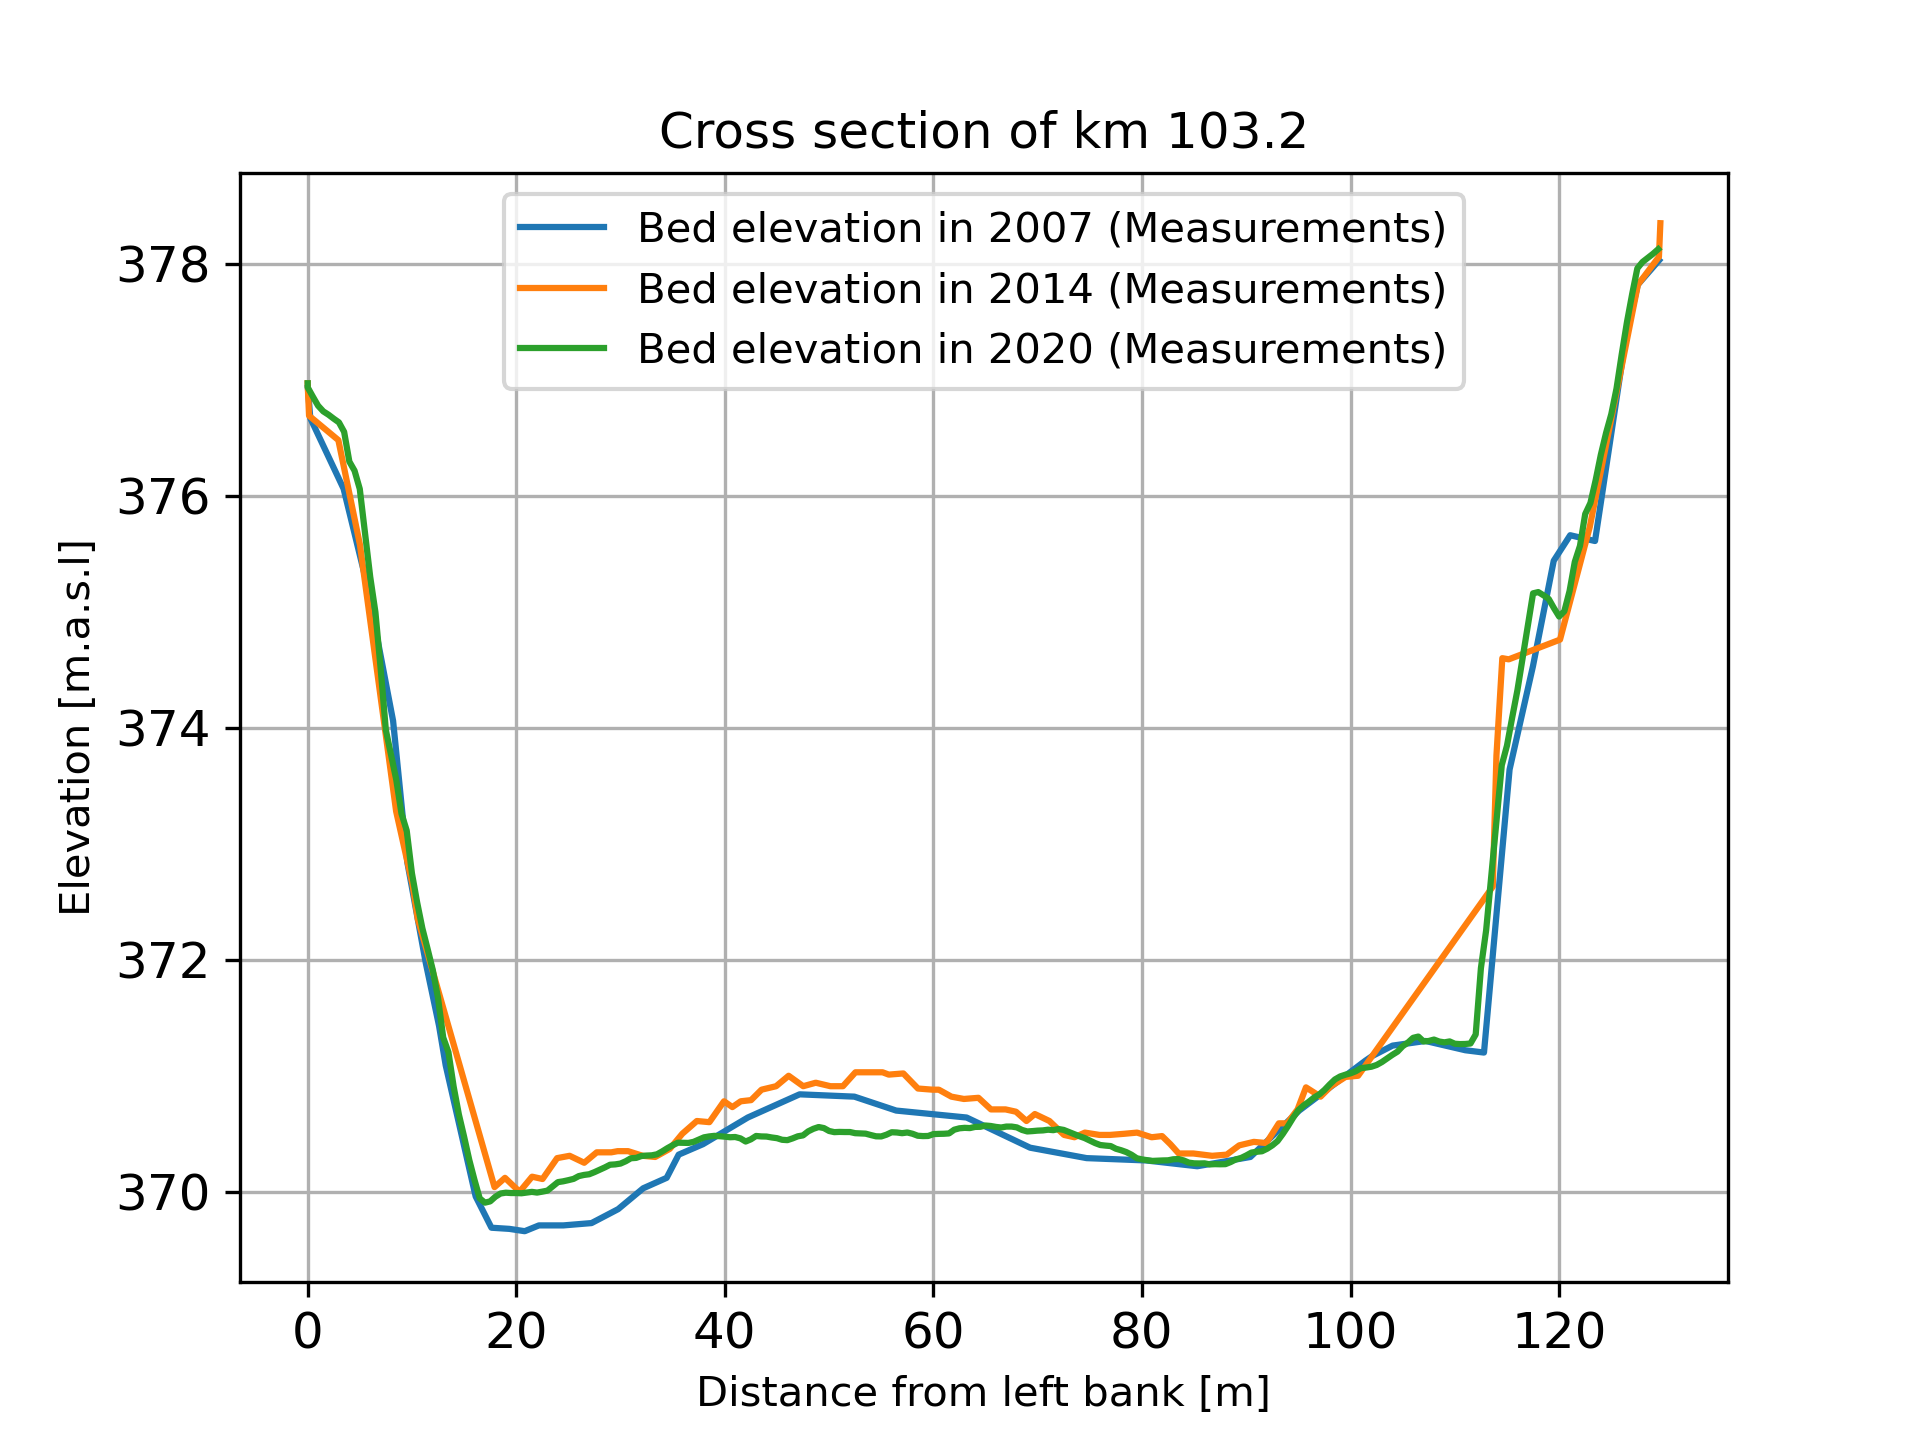 Cross section of km 103.2
Bed elevation in 2007 (Measurements)
Bed elevation in 2014 (Measurements)
Bed elevation in 2020 (Measurements)
Elevation [m.a.s.l]
378
376
374
372
370
0 20 40 60 80 100 120
Distance from left bank [m]